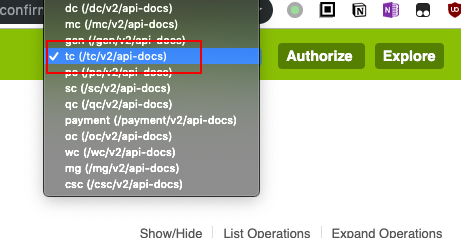 confirm
dc (/dc/v2/api-docs)
mc (/mc/v2/api-docs)
gen (/gen/v2/api-docs)
✓ tc (/tc/v2/api-docs)
ps (/ps/v2/api-docs)
sc (/sc/v2/api-docs)
qc (/qc/v2/api-docs)
payment (/payment/v2/api-docs)
oc (/oc/v2/api-docs)
wc (/wc/v2/api-docs)
mg (/mg/v2/api-docs)
csc (/csc/v2/api-docs)
Authorize
Explore
Show/Hide
List Operations
Expand Operations